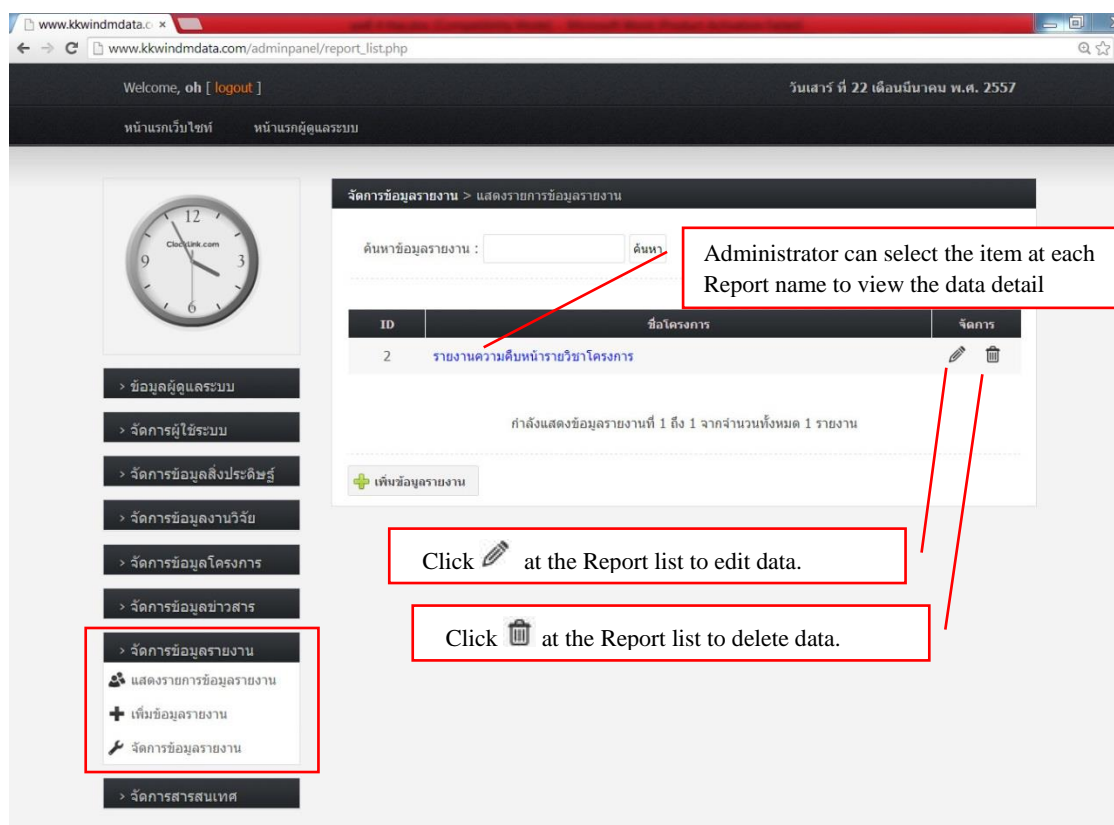 www.kkwindmdata.c
www.kkwindmdata.com/adminpanel/report_list.php
Welcome, oh [ logout ]
วันเสาร์ ที่ 22 เดือนมีนาคม พ.ศ. 2557
หน้าแรกเว็บไซท์ หน้าแรกผู้ดูแลระบบ
12
ClockLink.com
9 3
6
จัดการข้อมูลรายงาน > แสดงรายการข้อมูลรายงาน
ค้นหาข้อมูลรายงาน : ค้นหา
Administrator can select the item at each
Report name to view the data detail
ID ชื่อโครงการ จัดการ
2 รายงานความคืบหน้ารายวิชาโครงการ
กำลังแสดงข้อมูลรายงานที่ 1 ถึง 1 จากจำนวนทั้งหมด 1 รายงาน
เพิ่มข้อมูลรายงาน
Click at the Report list to edit data.
Click at the Report list to delete data.
> ข้อมูลผู้ดูแลระบบ
> จัดการผู้ใช้ระบบ
> จัดการข้อมูลสิ่งประดิษฐ์
> จัดการข้อมูลงานวิจัย
> จัดการข้อมูลโครงการ
> จัดการข้อมูลข่าวสาร
> จัดการข้อมูลรายงาน
แสดงรายการข้อมูลรายงาน
เพิ่มข้อมูลรายงาน
จัดการข้อมูลรายงาน
> จัดการสารสนเทศ